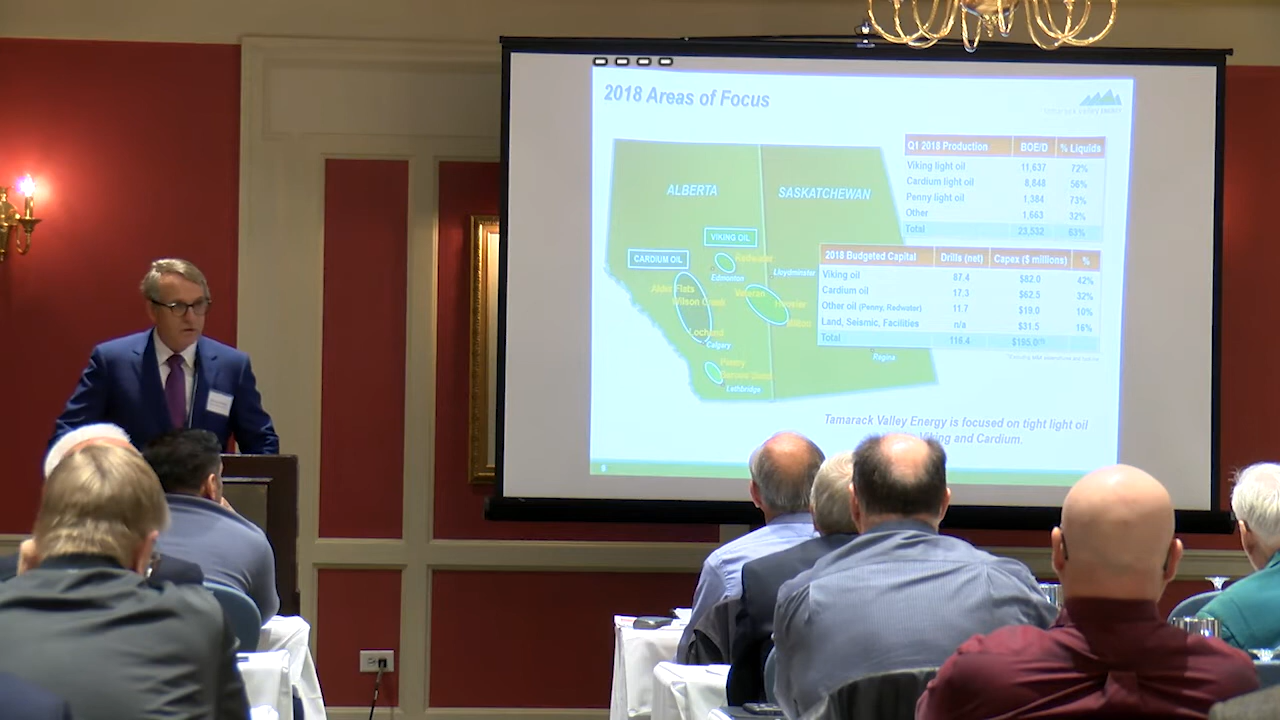 2018 Areas of Focus
Tamarack Valley ENERGY
Q1 2018 Production BOE/D % Liquids
Viking light oil 11,637 72%
Cardium light oil 8,848 56%
Penny light oil 1,384 73%
Other 1,663 32%
Total 23,532 63%
ALBERTA SASKATCHEWAN
VIKING OIL
CARDIUM OIL
Redwater
Edmonton
Lloydminster
Alder Flats
Wilson Creek
Veteran
Hoosier
Milton
Lochend
Calgary
Penny
Lethbridge
Regina
2018 Budgeted Capital Drills (net) Capex ($ millions) %
Viking oil 87.4 $82.0 42%
Cardium oil 17.3 $62.5 32%
Other oil (Penny, Redwater) 11.7 $19.0 10%
Land, Seismic, Facilities n/a $31.5 16%
Total 116.4 $195.0
Tamarack Valley Energy is focused on tight light oil
Viking and Cardium.